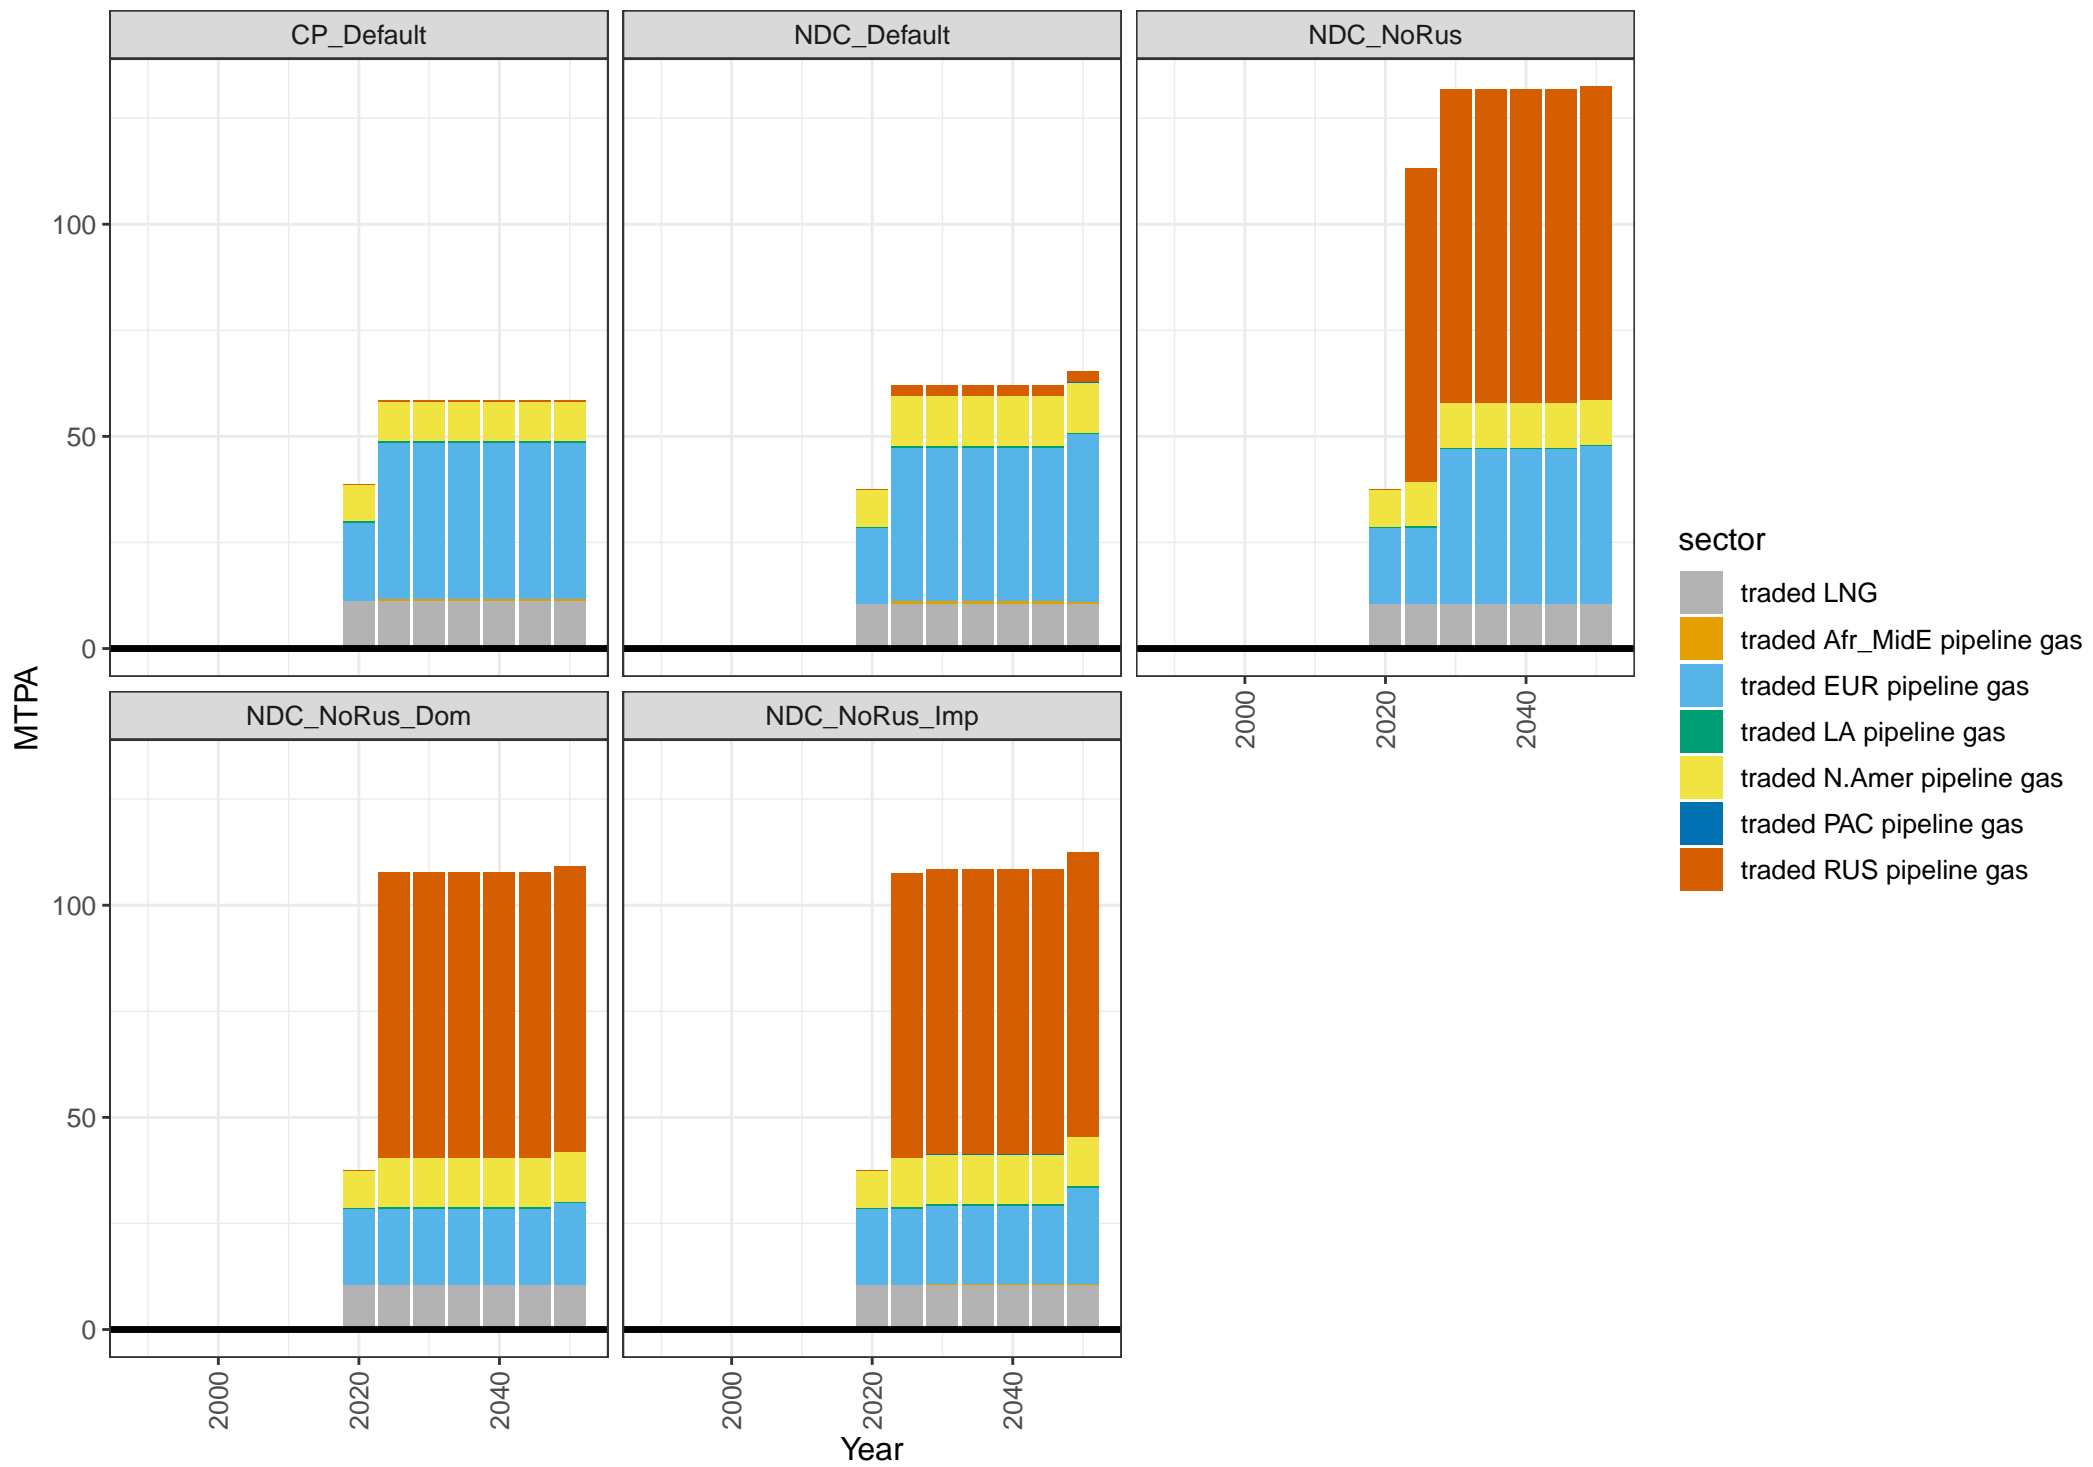 CP_Default
NDC_Default
NDC_NoRus
100
50
0
2000
2020
2040
MTPA
NDC_NoRus_Dom
NDC_NoRus_Imp
100
50
0
2000
2020
2040
2000
2020
2040
Year
sector
traded LNG
traded Afr_MidE pipeline gas
traded EUR pipeline gas
traded LA pipeline gas
traded N.Amer pipeline gas
traded PAC pipeline gas
traded RUS pipeline gas